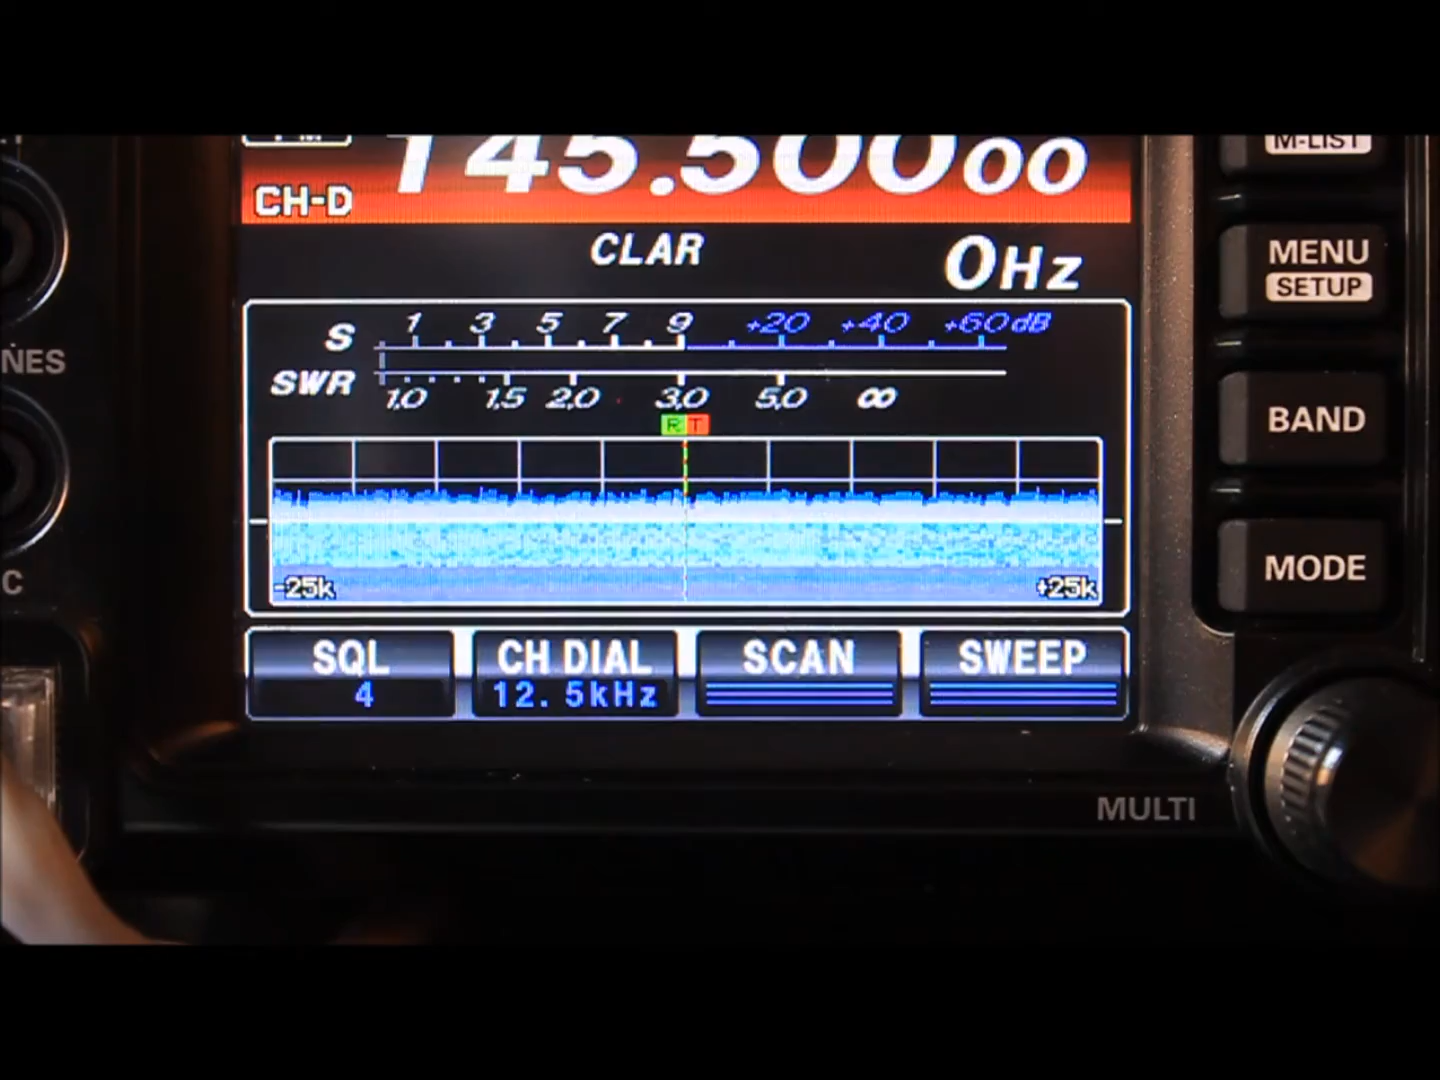 145.50000
M-LIST
CH-D
CLAR 0Hz
MENU
SETUP
S 1 3 5 7 9 +20 +40 +60dB
SWR 1.0 1.5 2.0 3.0 5.0 ∞
R T
NES
BAND
-25k +25k
C
MODE
SQL CH DIAL SCAN SWEEP
4 12.5kHz
MULTI